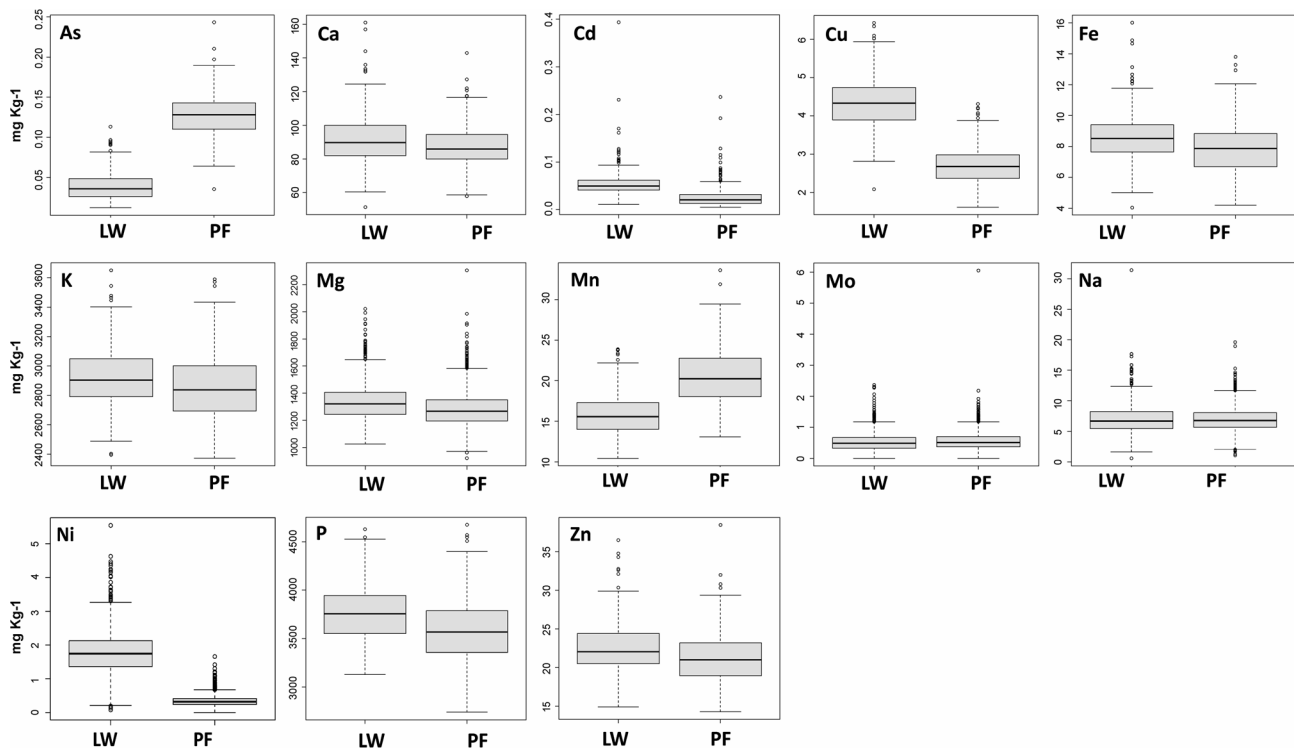 As
mg Kg-1
0.25
0.20
0.15
0.10
0.05
LW PF
Ca
160
140
120
100
80
60
LW PF
Cd
0.4
0.3
0.2
0.1
0.0
LW PF
Cu
6
5
4
3
2
LW PF
Fe
16
14
12
10
8
6
4
LW PF
K
3600
3400
3200
3000
2800
2600
2400
LW PF
Mg
2200
2000
1800
1600
1400
1200
1000
LW PF
Mn
30
25
20
15
10
LW PF
Mo
6
5
4
3
2
1
0
LW PF
Na
30
25
20
15
10
5
0
LW PF
Ni
mg Kg-1
5
4
3
2
1
0
LW PF
P
4500
4000
3500
3000
LW PF
Zn
35
30
25
20
15
LW PF